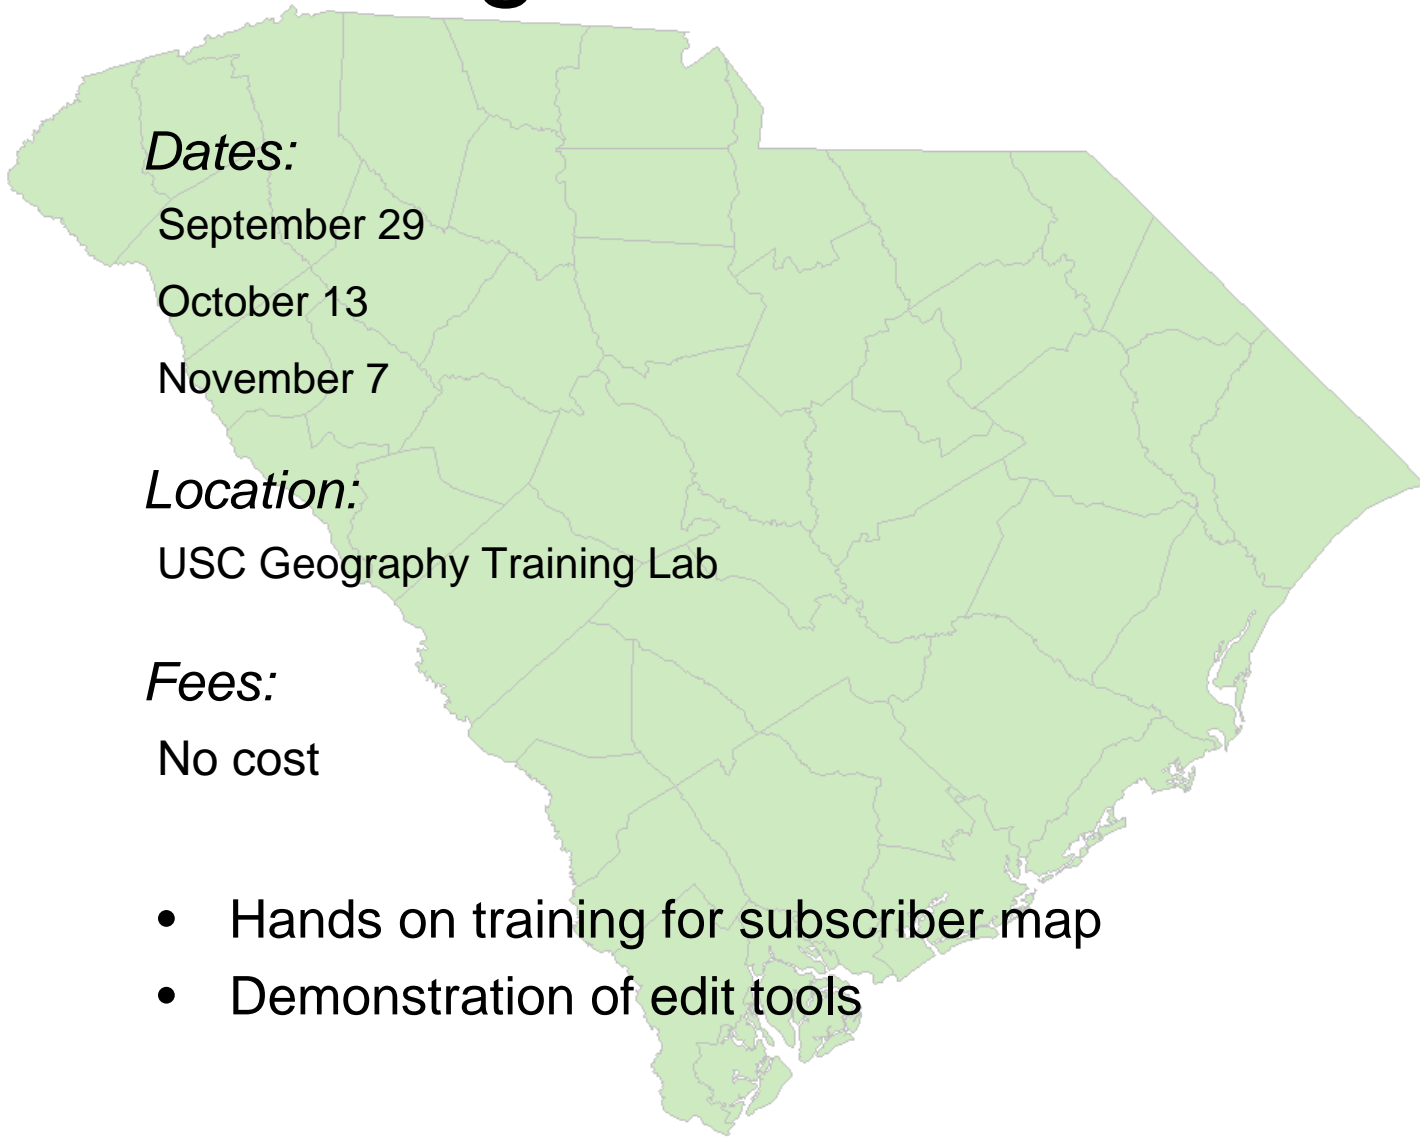 Dates:
September 29
October 13
November 7
Location:
USC Geography Training Lab
Fees:
No cost
• Hands on training for subscriber map
• Demonstration of edit tools